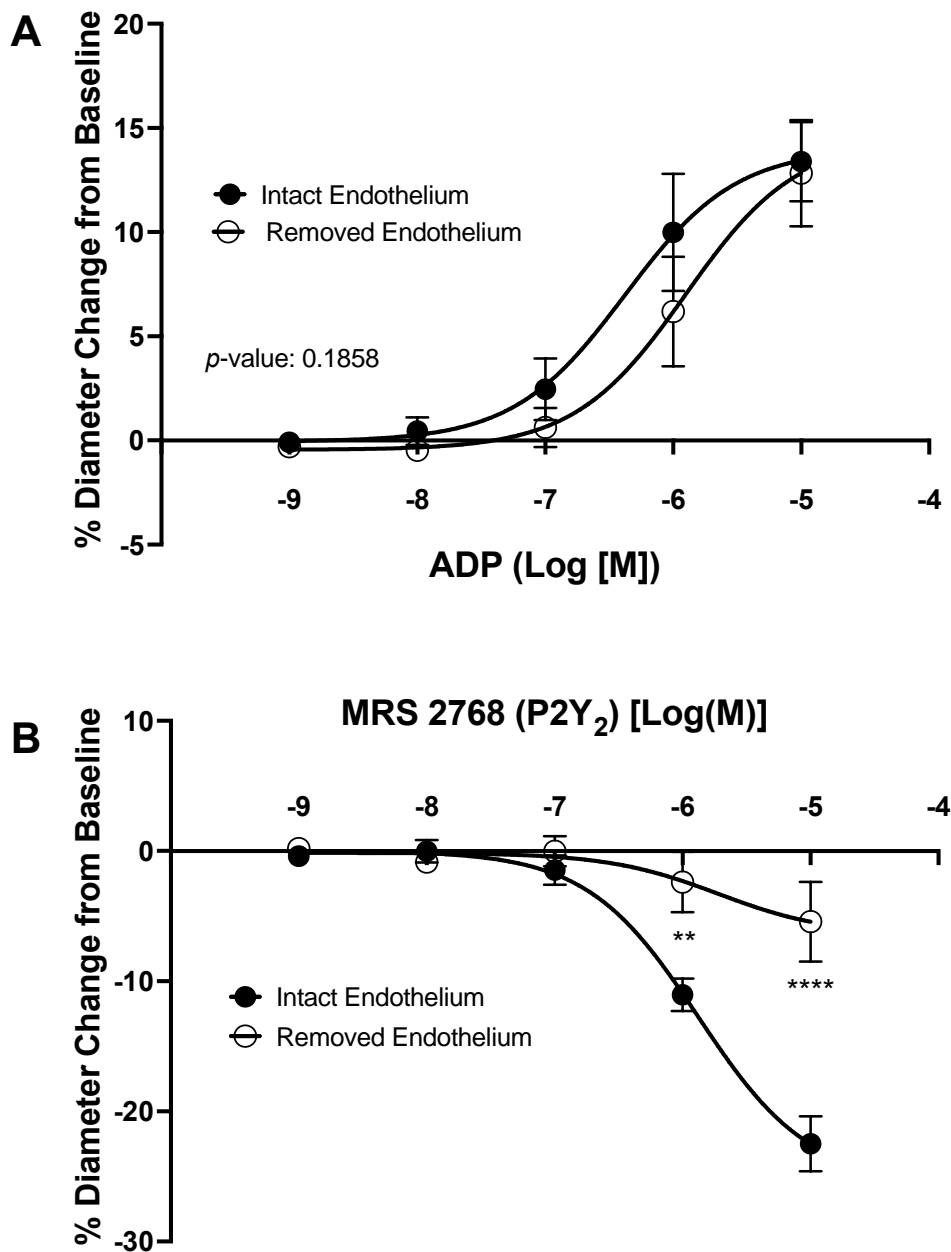 A
% Diameter Change from Baseline
20
15
10
5
0
-5
Intact Endothelium
Removed Endothelium
p-value: 0.1858
-9 -8 -7 -6 -5 -4
ADP (Log [M])
B
MRS 2768 (P2Y₂) [Log(M)]
% Diameter Change from Baseline
10
0
-10
-20
-30
-9 -8 -7 -6 -5 -4
**
****
Intact Endothelium
Removed Endothelium